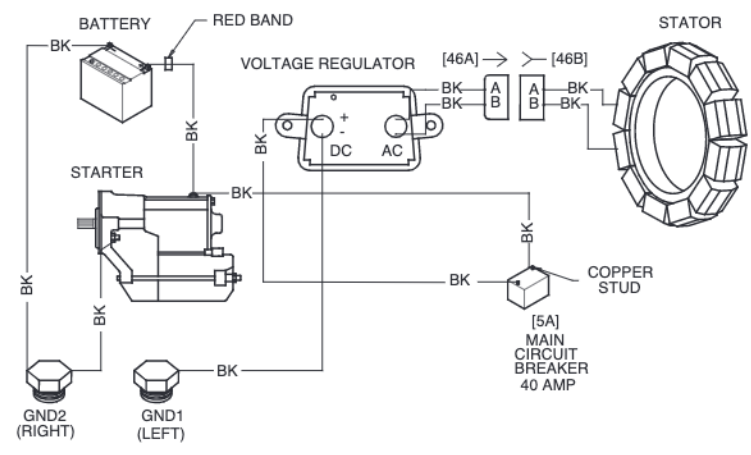 BATTERY
RED BAND
STATOR
BK
VOLTAGE REGULATOR
[46A]
[46B]
BK
BK
A
B
A
B
BK
BK
BK
+
-
DC
AC
BK
STARTER
BK
BK
BK
BK
BK
COPPER
STUD
[5A]
MAIN
CIRCUIT
BREAKER
40 AMP
BK
BK
GND2
(RIGHT)
GND1
(LEFT)